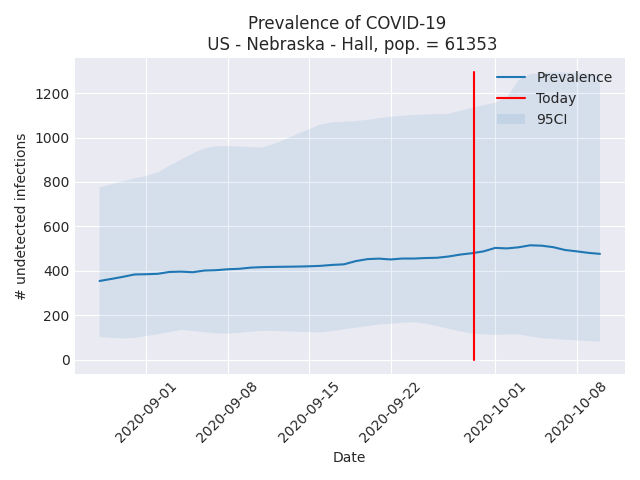 Prevalence of COVID-19
US - Nebraska - Hall, pop. = 61353
# undetected infections
1200
1000
800
600
400
200
0
Prevalence
Today
95CI
2020-09-01
2020-09-08
2020-09-15
2020-09-22
2020-10-01
2020-10-08
Date